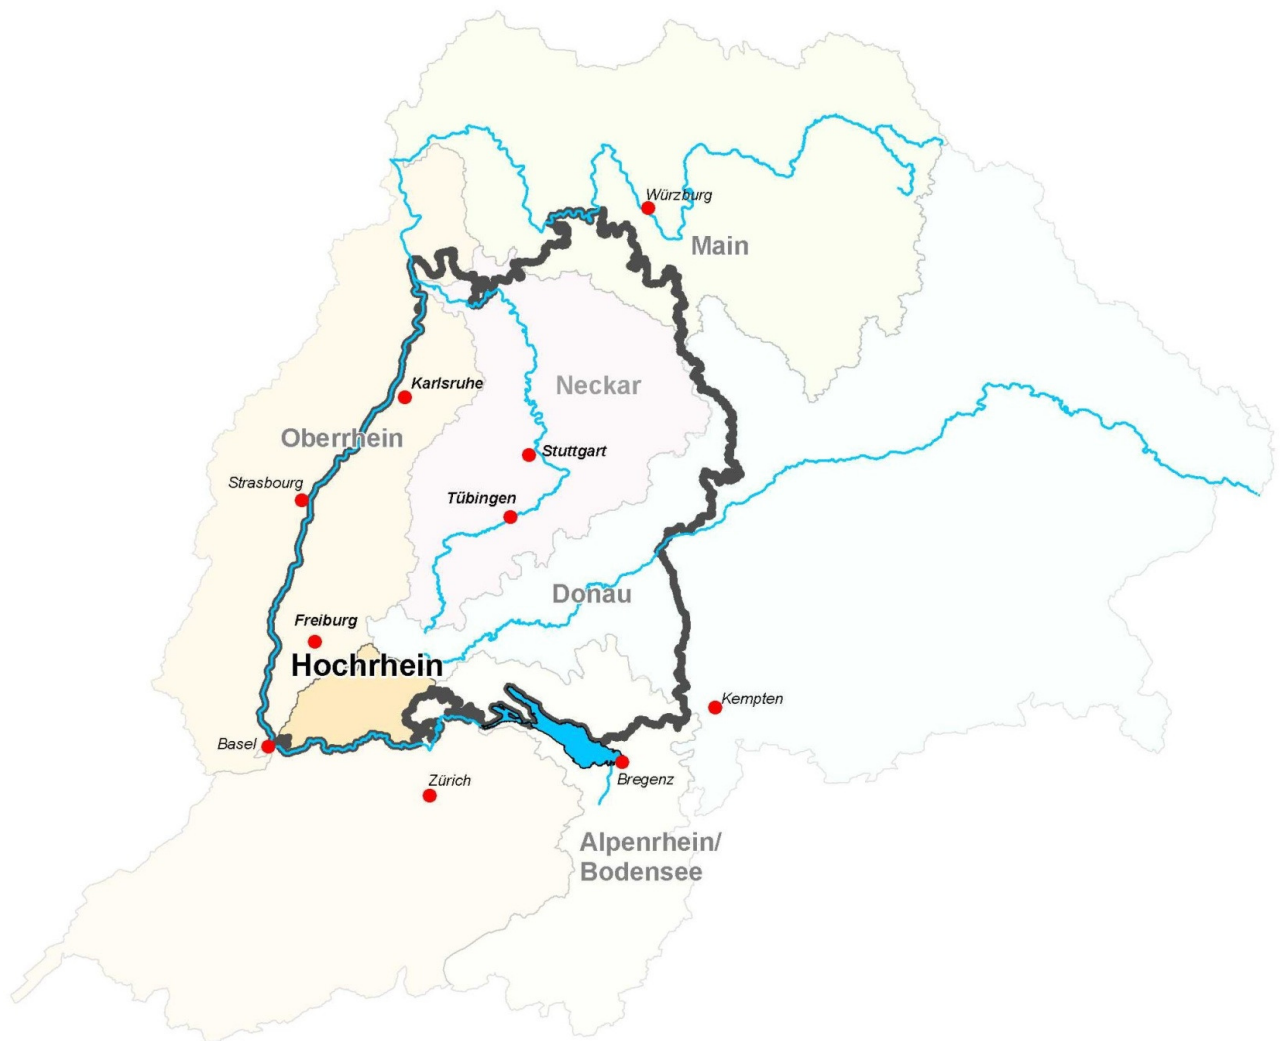 Würzburg
Main
Karlsruhe
Neckar
Oberrhein
Stuttgart
Strasbourg
Tübingen
Donau
Freiburg
Hochrhein
Kempten
Basel
Zürich
Bregenz
Alpenrhein/
Bodensee